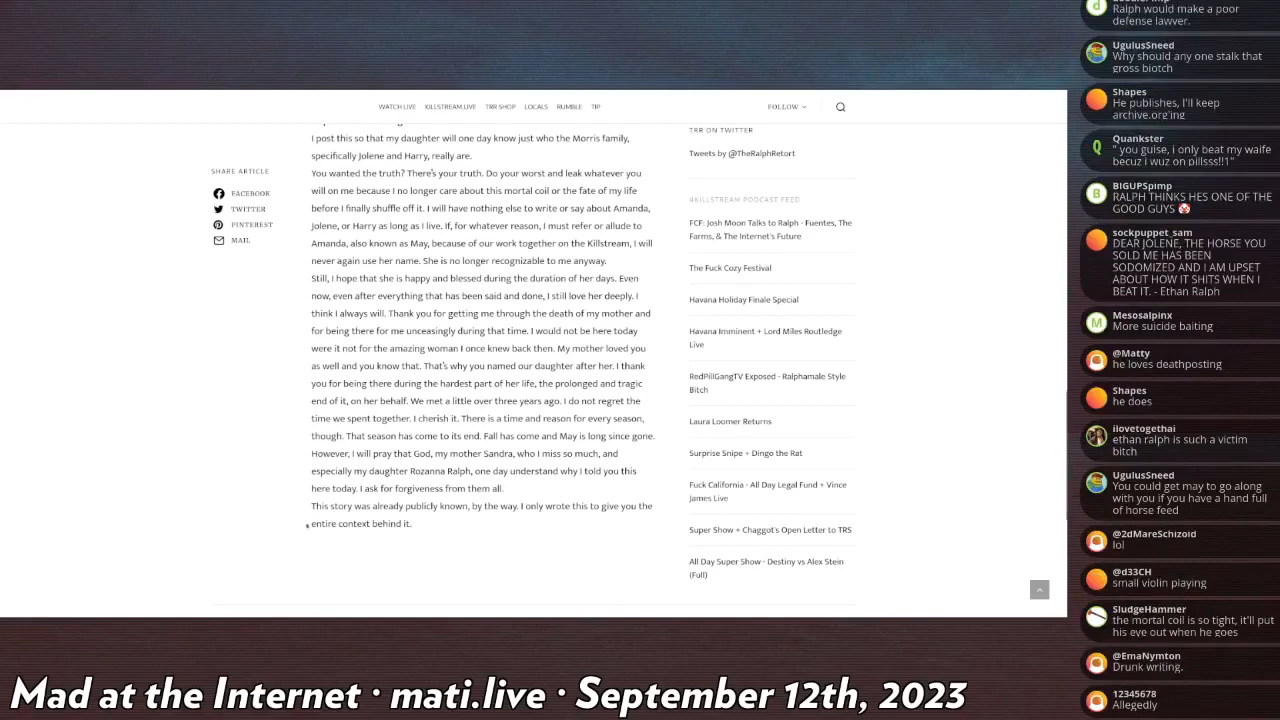 WATCH LIVE KILLSTREAM.LIVE TRR SHOP LOCALS RUMBLE TIP FOLLOW
SHARE ARTICLE
FACEBOOK
TWITTER
PINTEREST
MAIL
I post this so that my daughter will one day know just who the Morris family,
specifically Jolene and Harry, really are.
You wanted the truth? There's your truth. Do your worst and leak whatever you
will on me because I no longer care about this mortal coil or the fate of my life
before I finally shuffle off it. I will have nothing else to write or say about Amanda,
Jolene, or Harry as long as I live. If, for whatever reason, I must refer or allude to
Amanda, also known as May, because of our work together on the Killstream, I will
never again use her name. She is no longer recognizable to me anyway.
Still, I hope that she is happy and blessed during the duration of her days. Even
now, even after everything that has been said and done, I still love her deeply. I
think I always will. Thank you for getting me through the death of my mother and
for being there for me unceasingly during that time. I would not be here today
were it not for the amazing woman I once knew back then. My mother loved you
as well and you know that. That's why you named our daughter after her. I thank
you for being there during the hardest part of her life, the prolonged and tragic
end of it, on her behalf. We met a little over three years ago. I do not regret the
time we spent together. I cherish it. There is a time and reason for every season,
though. That season has come to its end. Fall has come and May is long since gone.
However, I will pray that God, my mother Sandra, who I miss so much, and
especially my daughter Rozanna Ralph, one day understand why I told you this
here today. I ask for forgiveness from them all.
This story was already publicly known, by the way. I only wrote this to give you the
entire context behind it.
TRR ON TWITTER
Tweets by @TheRalphRetort
#KILLSTREAM PODCAST FEED
FCF: Josh Moon Talks to Ralph - Fuentes, The
Farms, & The Internet's Future
The Fuck Cozy Festival
Havana Holiday Finale Special
Havana Imminent + Lord Miles Routledge
Live
RedPillGangTV Exposed - Ralphamale Style
Bitch
Laura Loomer Returns
Surprise Snipe + Dingo the Rat
Fuck California - All Day Legal Fund + Vince
James Live
Super Show + Chaggot's Open Letter to TRS
All Day Super Show - Destiny vs Alex Stein
(Full)
Ralph would make a poor
defense lawver.
UgulusSneed
Why should any one stalk that
gross biotch
Shapes
He publishes, I'll keep
archive.org'ing
Quankster
" you guise, i only beat my waife
becuz i wuz on pillsss!!1"
BIGUPSpimp
RALPH THINKS HES ONE OF THE
GOOD GUYS
sockpuppet_sam
DEAR JOLENE, THE HORSE YOU
SOLD ME HAS BEEN
SODOMIZED AND I AM UPSET
ABOUT HOW IT SHITS WHEN I
BEAT IT. - Ethan Ralph
Mesosalpinx
More suicide baiting
@Matty
he loves deathposting
Shapes
he does
ilovetogethai
ethan ralph is such a victim
bitch
UgulusSneed
You could get may to go along
with you if you have a hand full
of horse feed
@2dMareSchizoid
lol
@d33CH
small violin playing
SludgeHammer
the mortal coil is so tight, it'll put
his eye out when he goes
@EmaNymton
Drunk writing.
12345678
Allegedly
Mad at the Internet · mati.live · September 12th, 2023